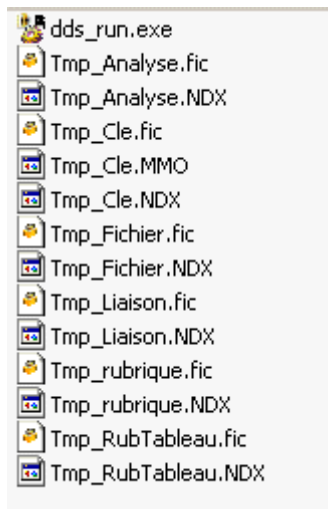 dds_run.exe
Tmp_Analyse.fic
Tmp_Analyse.NDX
Tmp_Cle.fic
Tmp_Cle.MMO
Tmp_Cle.NDX
Tmp_Fichier.fic
Tmp_Fichier.NDX
Tmp_Liaison.fic
Tmp_Liaison.NDX
Tmp_rubrique.fic
Tmp_rubrique.NDX
Tmp_RubTableau.fic
Tmp_RubTableau.NDX